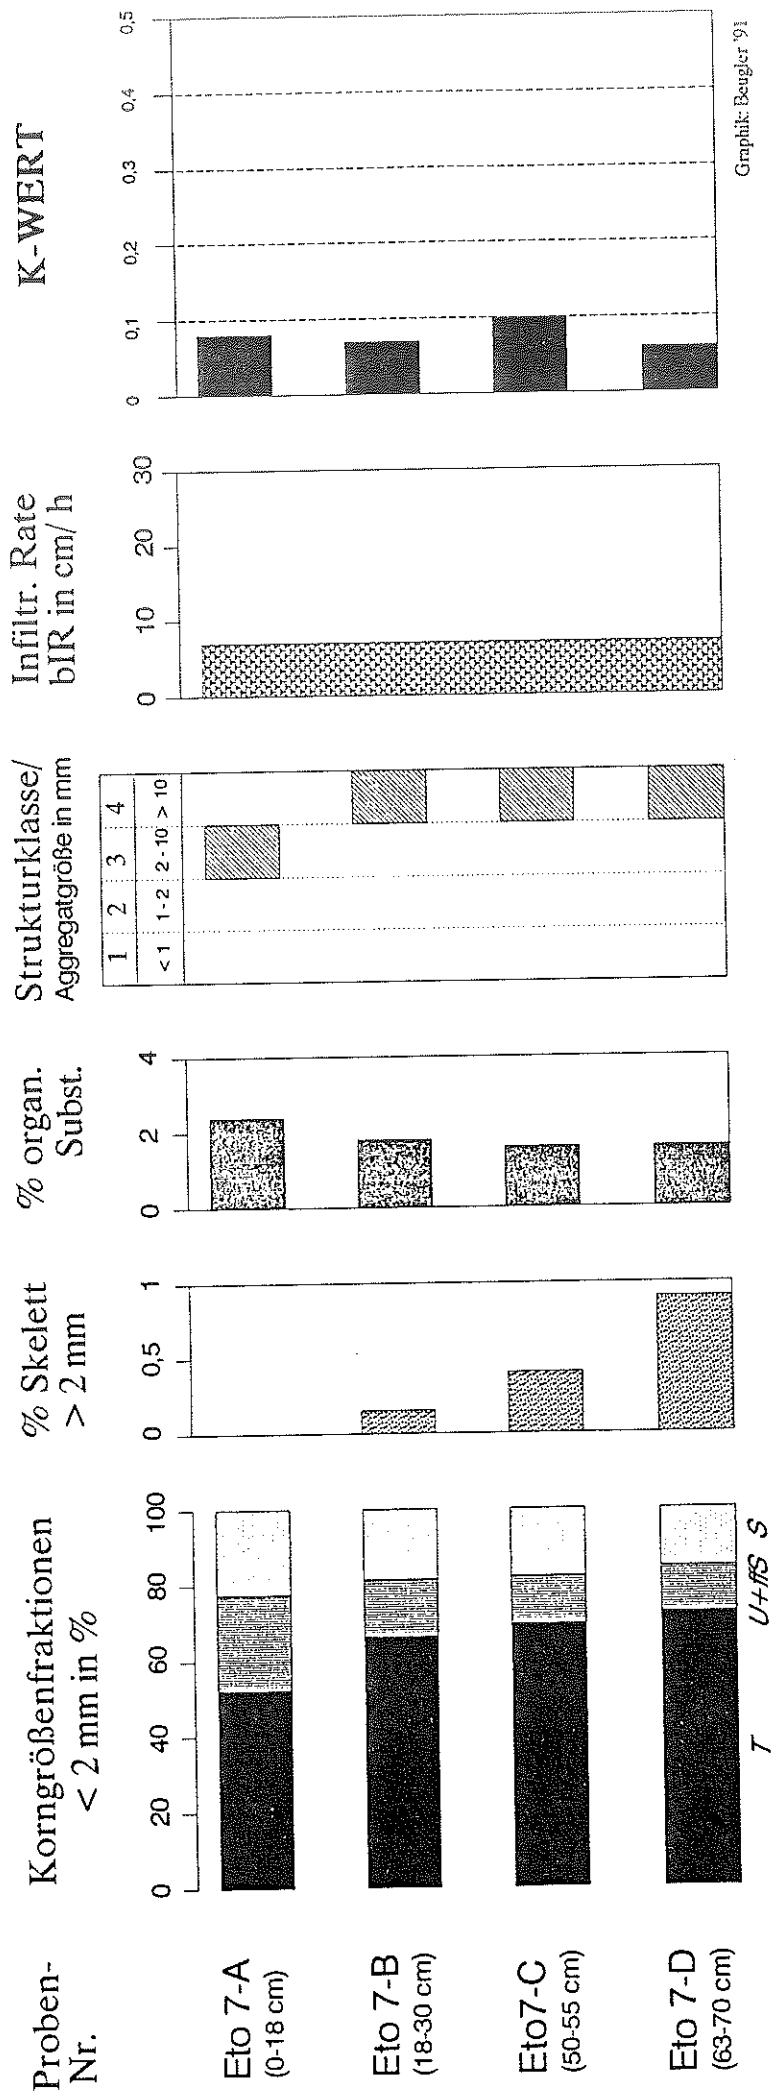 Proben-
Nr.
Korngrößenfraktionen
< 2 mm in %
% Skelett
> 2 mm
% organ.
Subst.
Strukturklasse/
Aggregatgröße in mm
Infiltr. Rate
bIR in cm/ h
K-WERT
0 20 40 60 80 100
0 0,5 1
0 2 4
1 2 3 4
< 1 1 - 2 2 - 10 > 10
0 10 20 30
0 0,1 0,2 0,3 0,4 0,5
Eto 7-A
(0-18 cm)
Eto 7-B
(18-30 cm)
Eto7-C
(50-55 cm)
Eto 7-D
(63-70 cm)
T U+ffS S
Graphik: Beugler '91